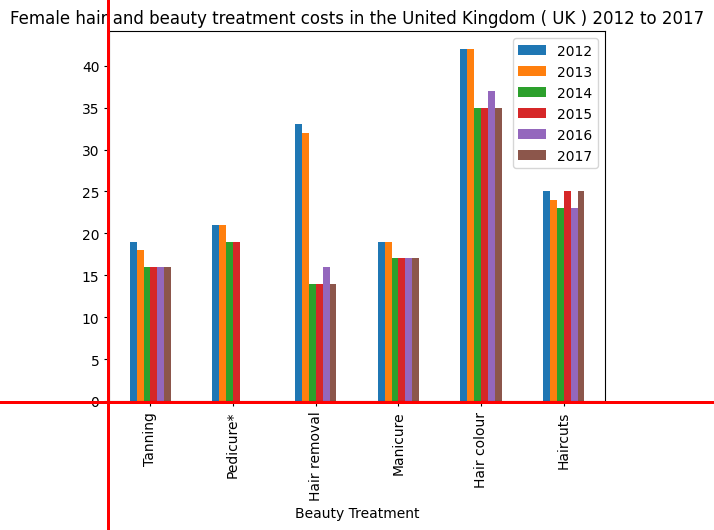 Female hair and beauty treatment costs in the United Kingdom ( UK ) 2012 to 2017
2012
2013
2014
2015
2016
2017
40
35
30
25
20
15
10
5
0
Tanning
Pedicure*
Hair removal
Manicure
Hair colour
Haircuts
Beauty Treatment